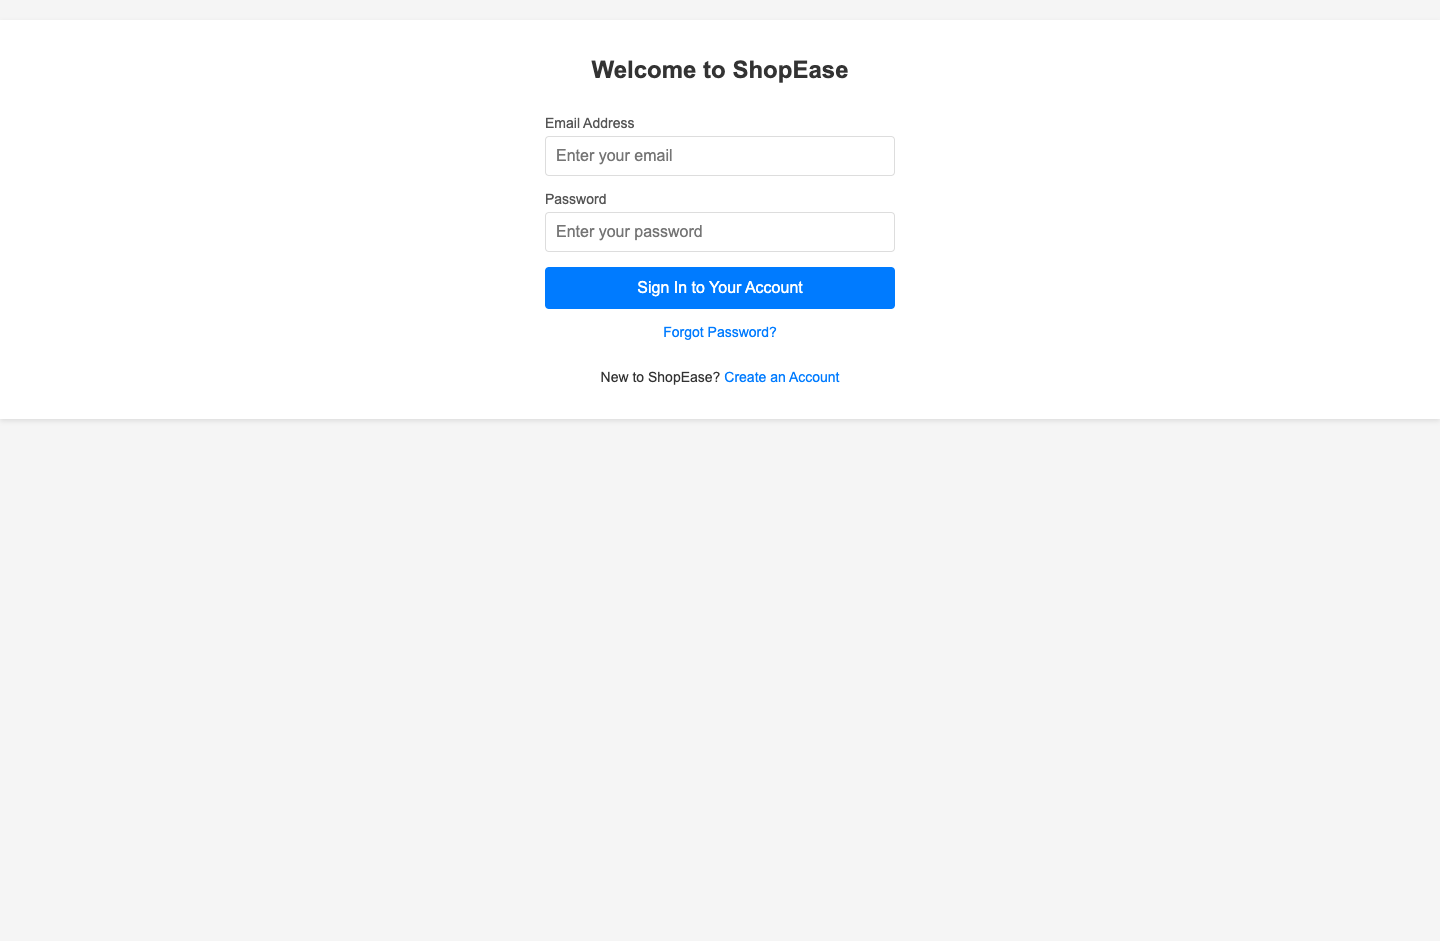 Welcome to ShopEase
Email Address
Enter your email
Password
Enter your password
Sign In to Your Account
Forgot Password?
New to ShopEase? Create an Account